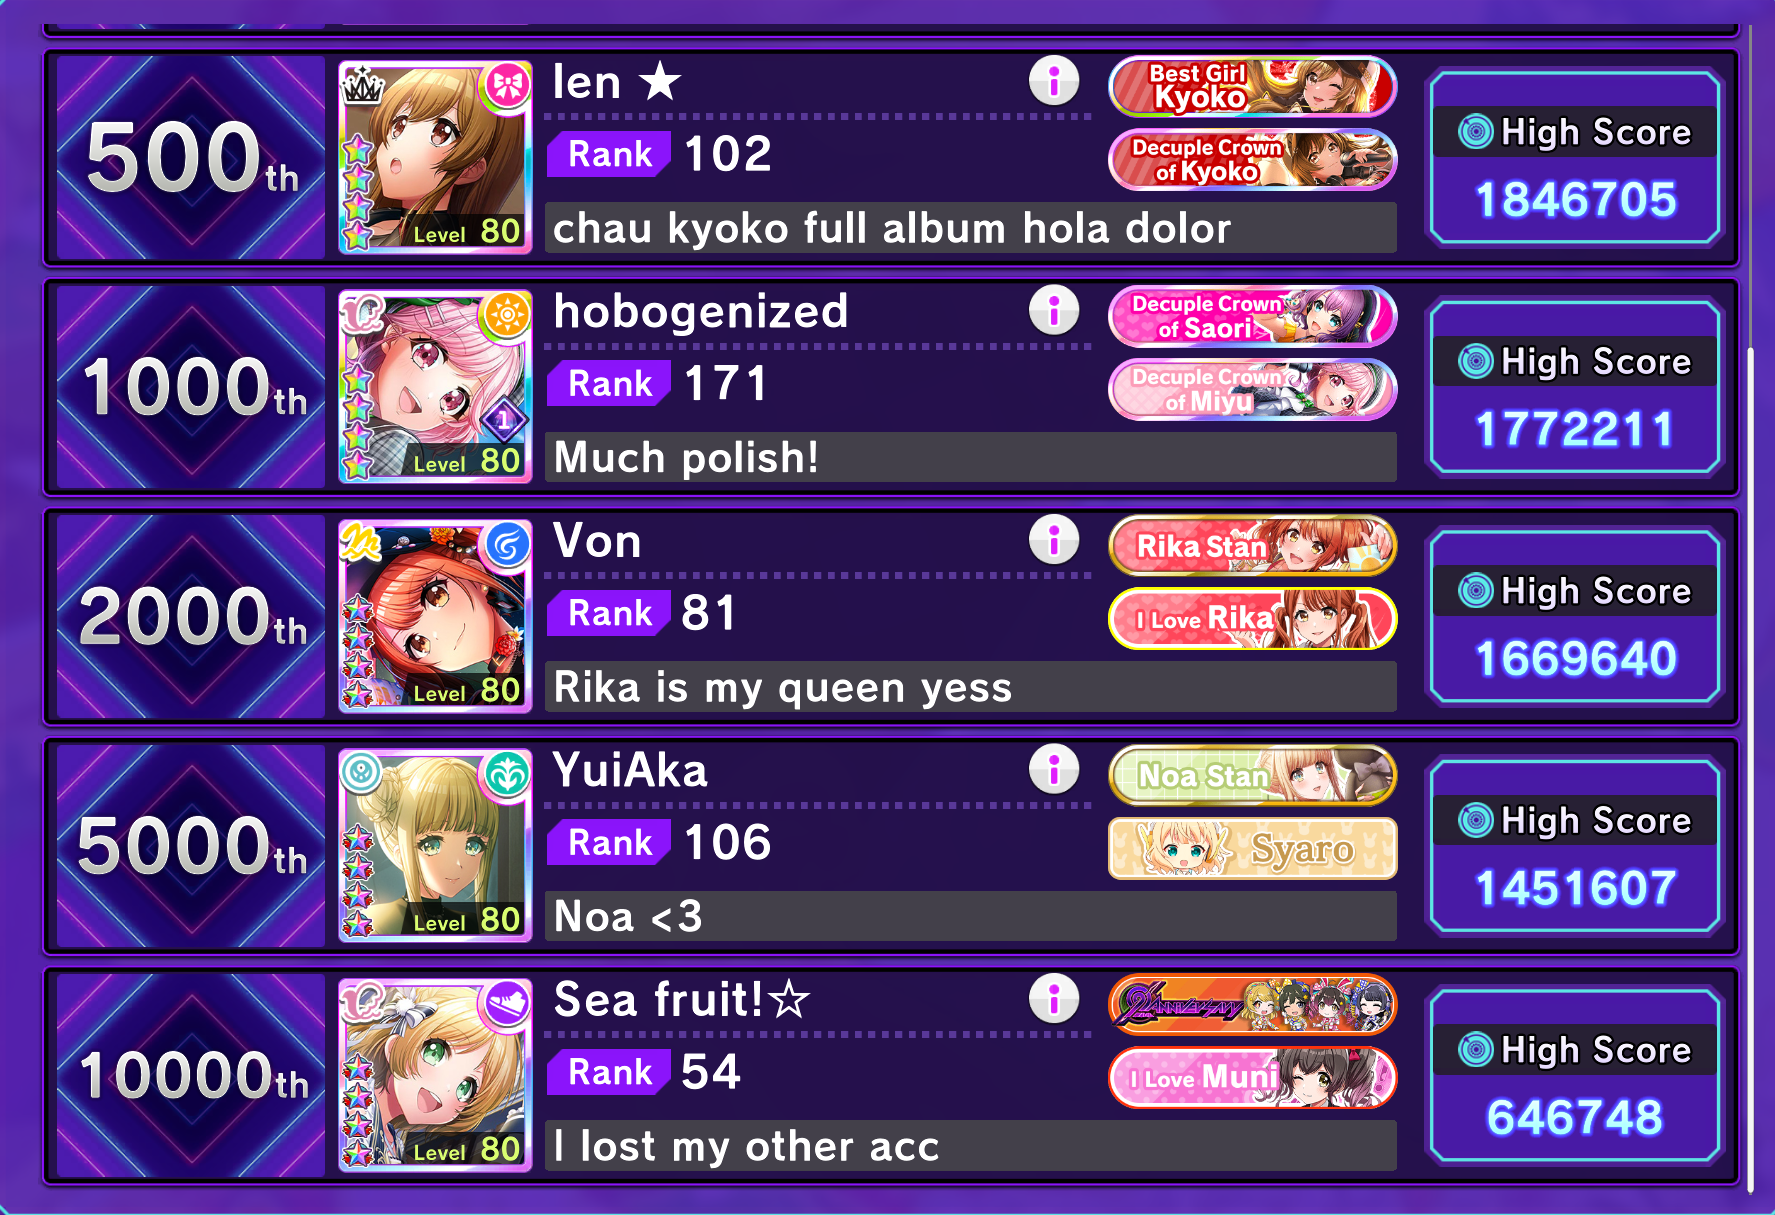 500th
Level 80
len ★
Rank 102
chau kyoko full album hola dolor
Best Girl
Kyoko
Decuple Crown
of Kyoko
High Score
1846705
1000th
1
Level 80
hobogenized
Rank 171
Much polish!
Decuple Crown
of Saori
Decuple Crown
of Miyu
High Score
1772211
2000th
Level 80
Von
Rank 81
Rika is my queen yess
Rika Stan
I Love Rika
High Score
1669640
5000th
Level 80
YuiAka
Rank 106
Noa <3
Noa Stan
Syaro
High Score
1451607
10000th
Level 80
Sea fruit!☆
Rank 54
I lost my other acc
2 ANNIVERSARY
I Love Muni
High Score
646748